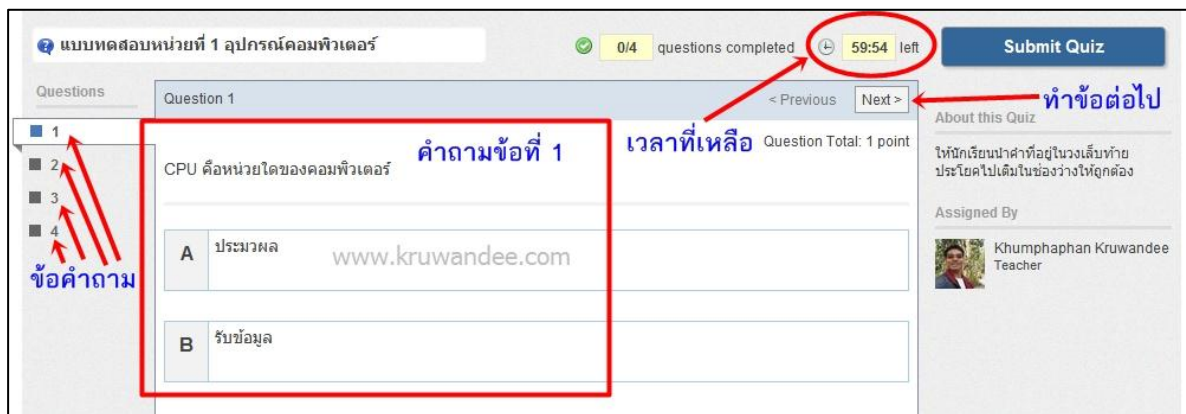 แบบทดสอบหน่วยที่ 1 อุปกรณ์คอมพิวเตอร์
0/4 questions completed
59:54 left
Submit Quiz
Questions
Question 1
< Previous
Next >
ทำข้อต่อไป
About this Quiz
1
2
3
4
ข้อคำถาม
คำถามข้อที่ 1
เวลาที่เหลือ
Question Total: 1 point
CPU คือหน่วยใดของคอมพิวเตอร์
ให้นักเรียนนำคำที่อยู่ในวงเล็บท้าย
ประโยคไปเติมในช่องว่างให้ถูกต้อง
Assigned By
Khumphaphan Kruwandee
Teacher
A ประมวผล
www.kruwandee.com
B รับข้อมูล